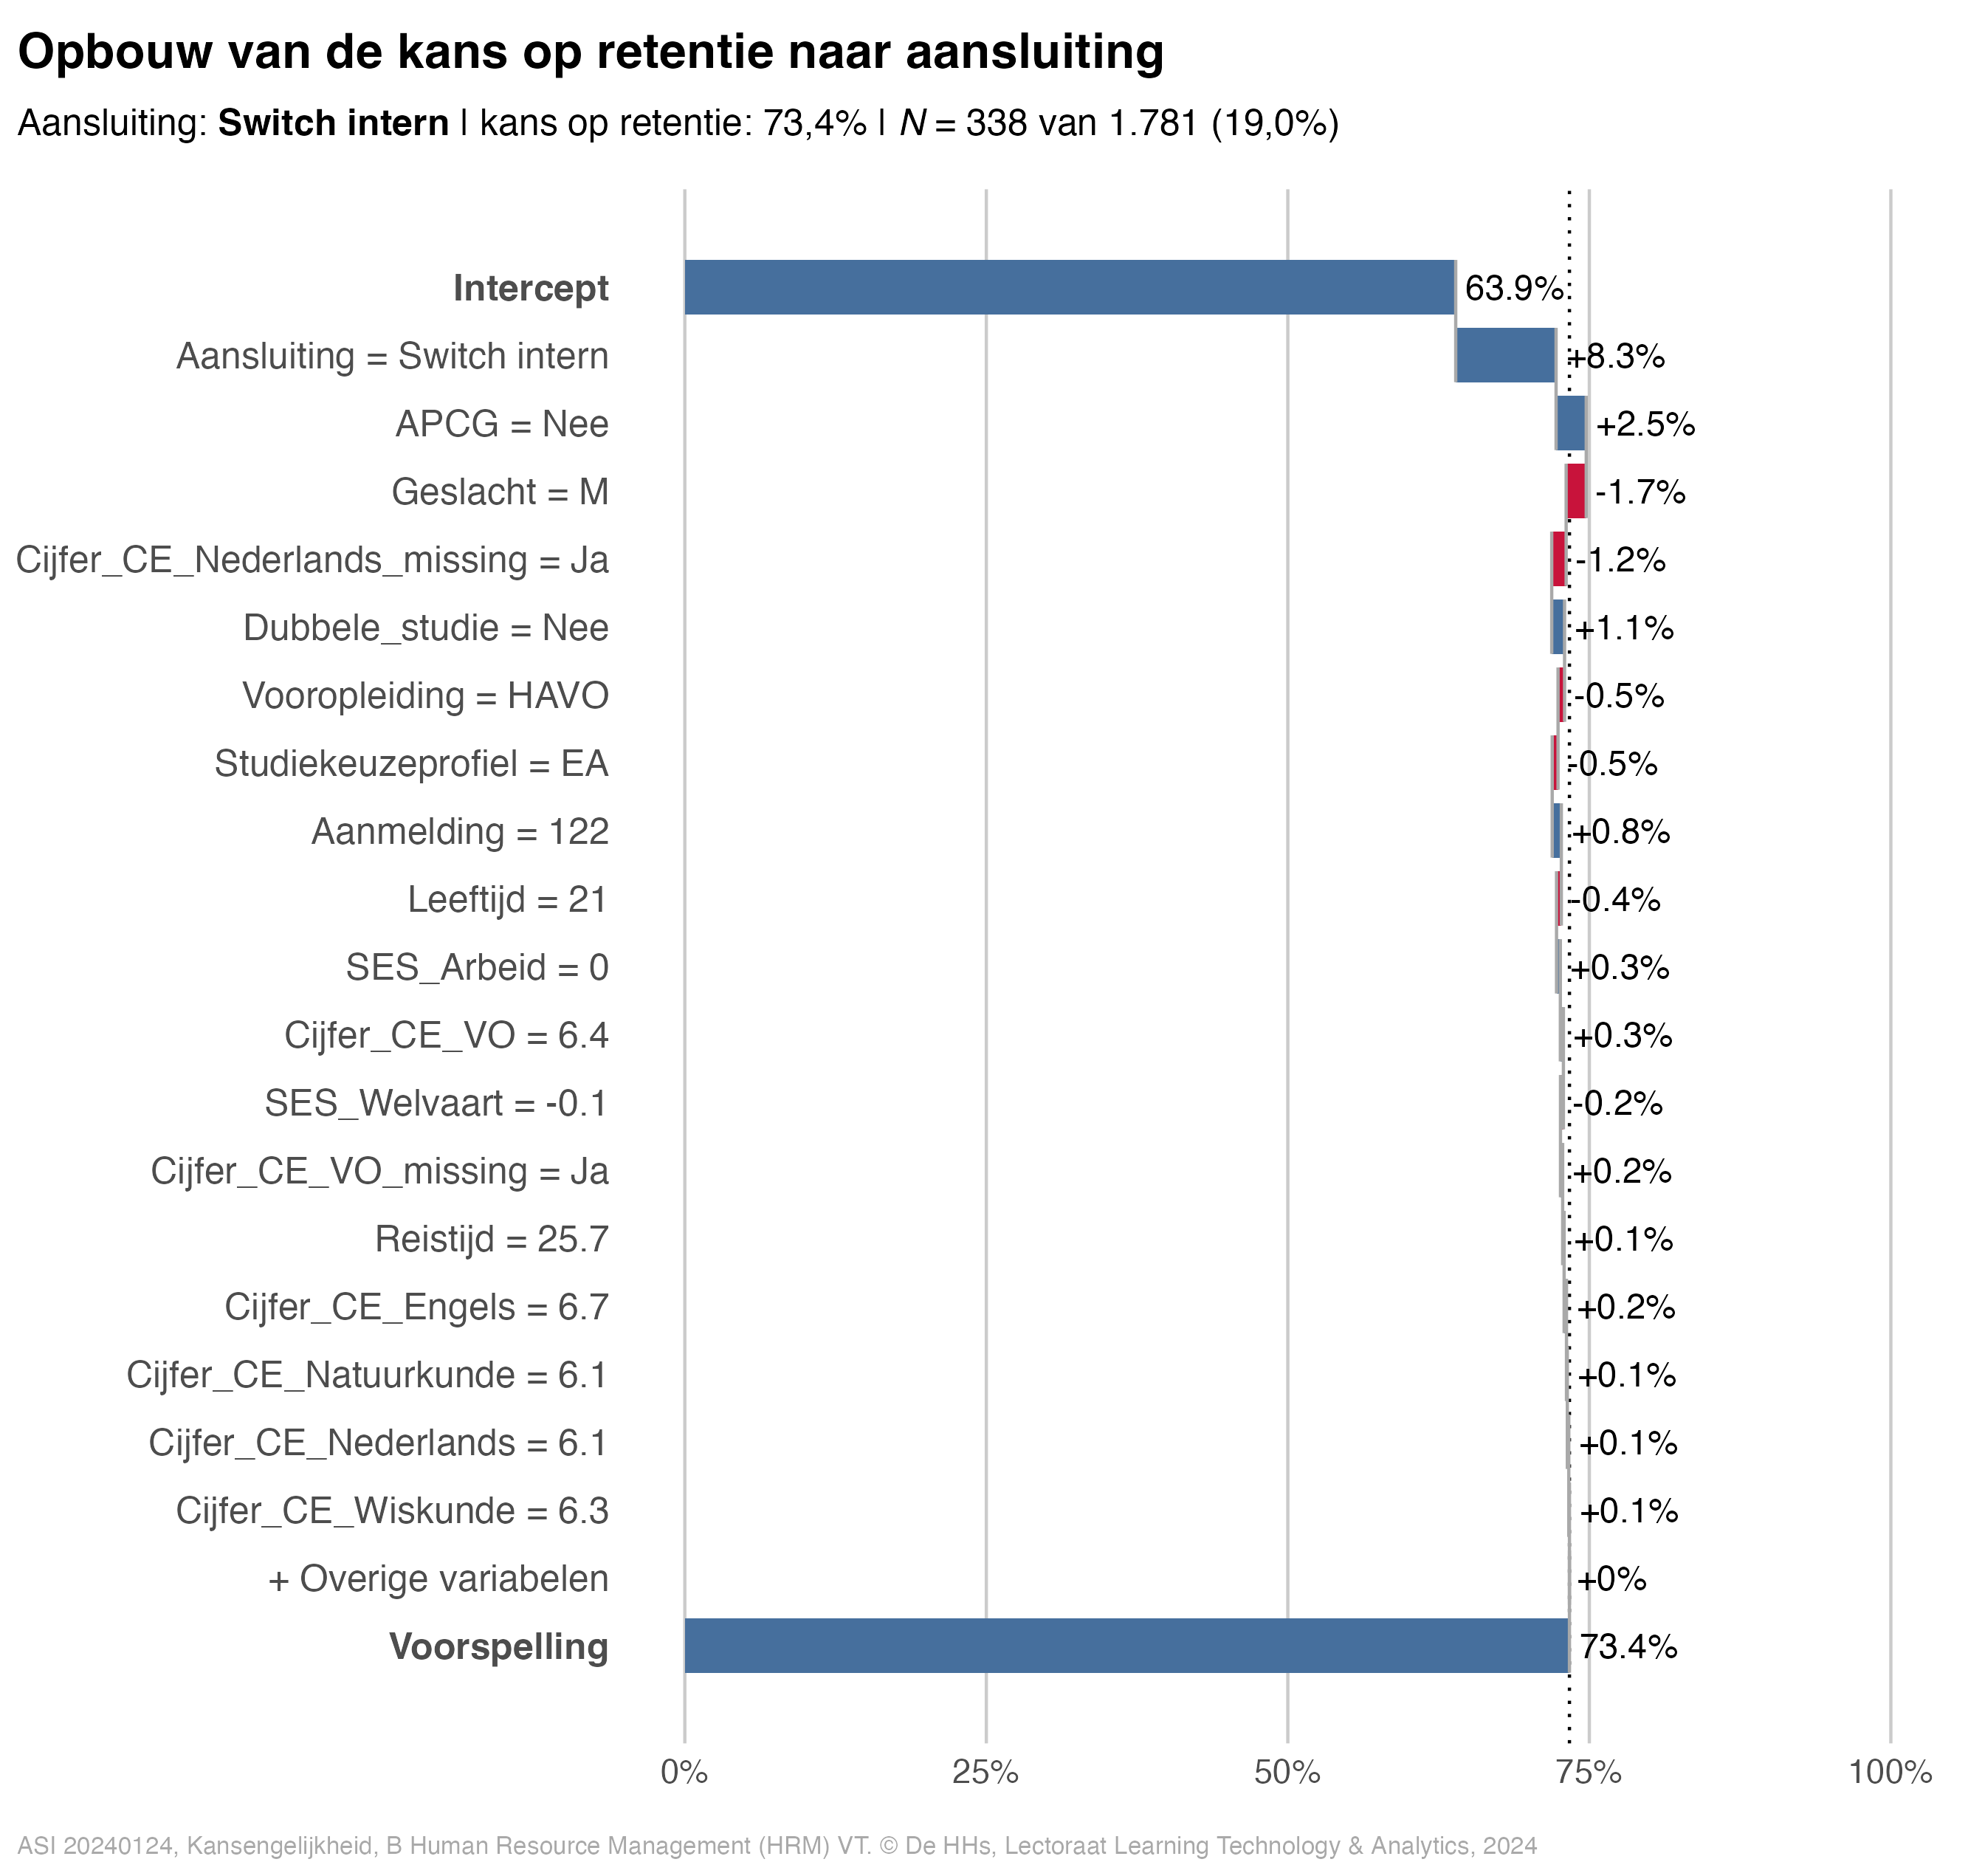 Opbouw van de kans op retentie naar aansluiting
Aansluiting: Switch intern | kans op retentie: 73,4% | N = 338 van 1.781 (19,0%)
Intercept 63.9%
Aansluiting = Switch intern +8.3%
APCG = Nee +2.5%
Geslacht = M -1.7%
Cijfer_CE_Nederlands_missing = Ja -1.2%
Dubbele_studie = Nee +1.1%
Vooropleiding = HAVO -0.5%
Studiekeuzeprofiel = EA -0.5%
Aanmelding = 122 +0.8%
Leeftijd = 21 -0.4%
SES_Arbeid = 0 +0.3%
Cijfer_CE_VO = 6.4 +0.3%
SES_Welvaart = -0.1 -0.2%
Cijfer_CE_VO_missing = Ja +0.2%
Reistijd = 25.7 +0.1%
Cijfer_CE_Engels = 6.7 +0.2%
Cijfer_CE_Natuurkunde = 6.1 +0.1%
Cijfer_CE_Nederlands = 6.1 +0.1%
Cijfer_CE_Wiskunde = 6.3 +0.1%
+ Overige variabelen +0%
Voorspelling 73.4%
0% 25% 50% 75% 100%
ASI 20240124, Kansengelijkheid, B Human Resource Management (HRM) VT. © De HHs, Lectoraat Learning Technology & Analytics, 2024